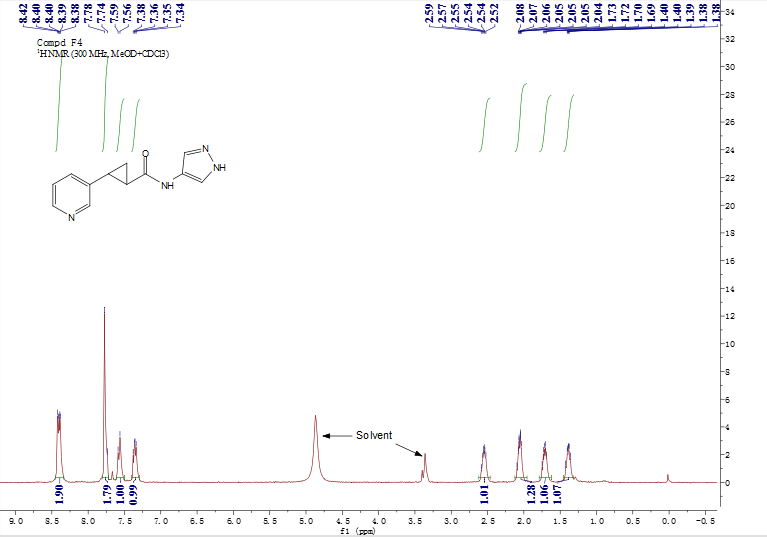 8.42 8.40 8.40 8.39 8.38 7.78 7.74 7.59 7.56 7.38 7.36 7.35 7.34 2.59 2.57 2.55 2.54 2.54 2.52 2.08 2.07 2.06 2.05 2.05 2.05 2.04 1.73 1.72 1.70 1.69 1.40 1.40 1.39 1.38 1.38
Compd F4
¹HNMR (300 MHz, MeOD+CDCl3)
O
N
NH
NH
N
Solvent
1.90 1.79 1.00 0.99 1.01 1.28 1.06 1.07
34
32
30
28
26
24
22
20
18
16
14
12
10
8
6
4
2
0
9.0 8.5 8.0 7.5 7.0 6.5 6.0 5.5 5.0 4.5 4.0 3.5 3.0 2.5 2.0 1.5 1.0 0.5 0.0 -0.5
f1 (ppm)